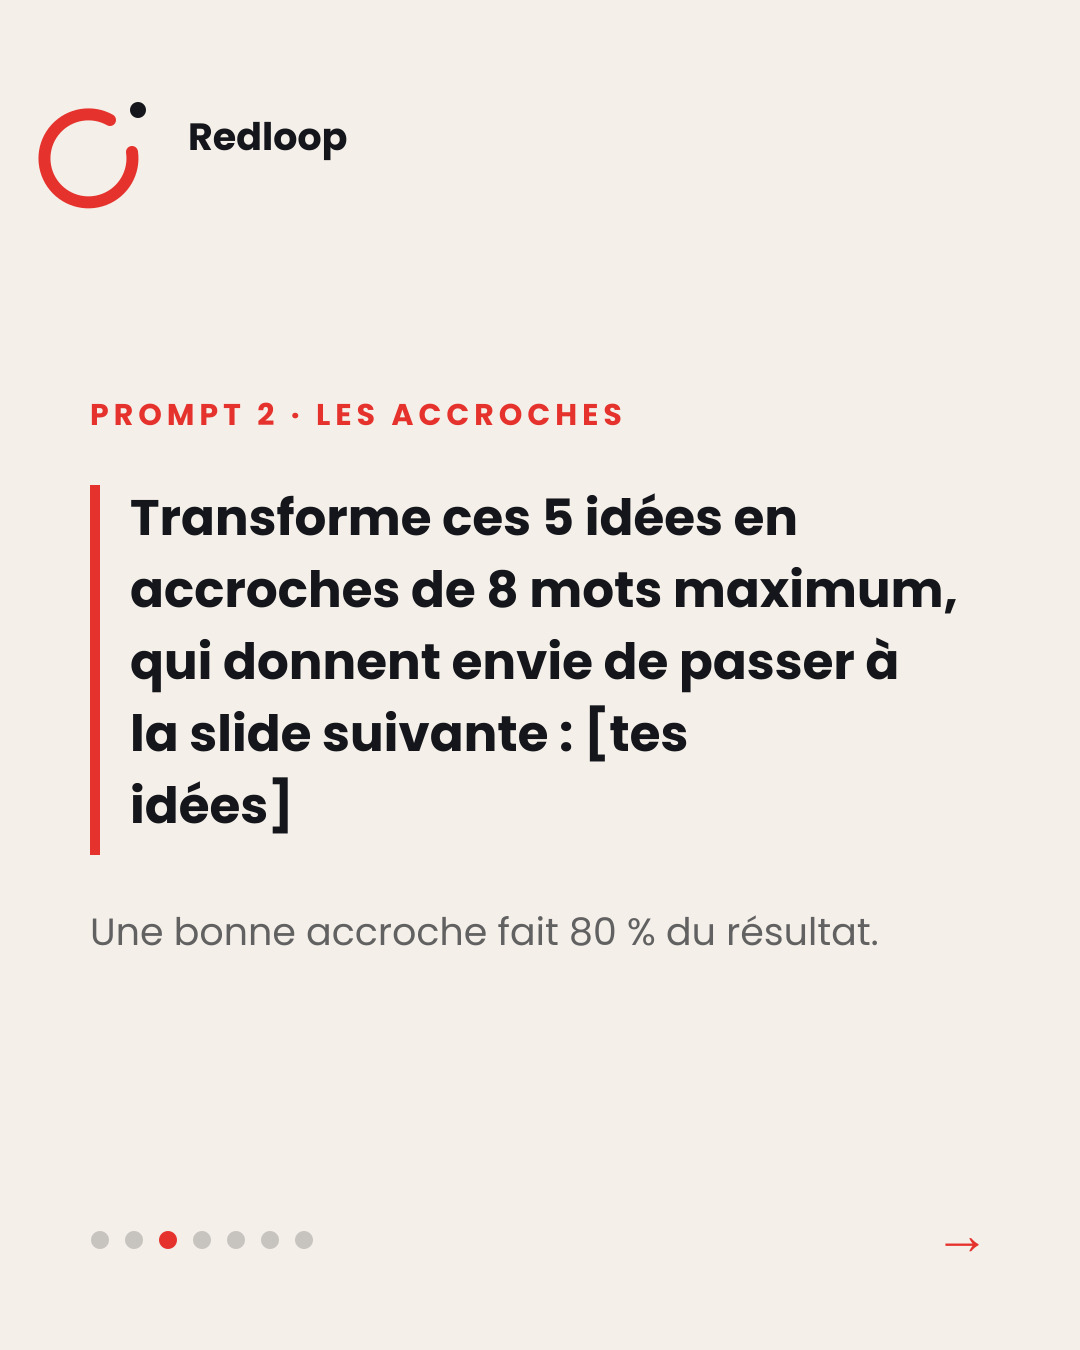 Redloop
PROMPT 2 · LES ACCROCHES
Transforme ces 5 idées en
accroches de 8 mots maximum,
qui donnent envie de passer à
la slide suivante : [tes
idées]
Une bonne accroche fait 80 % du résultat.
→